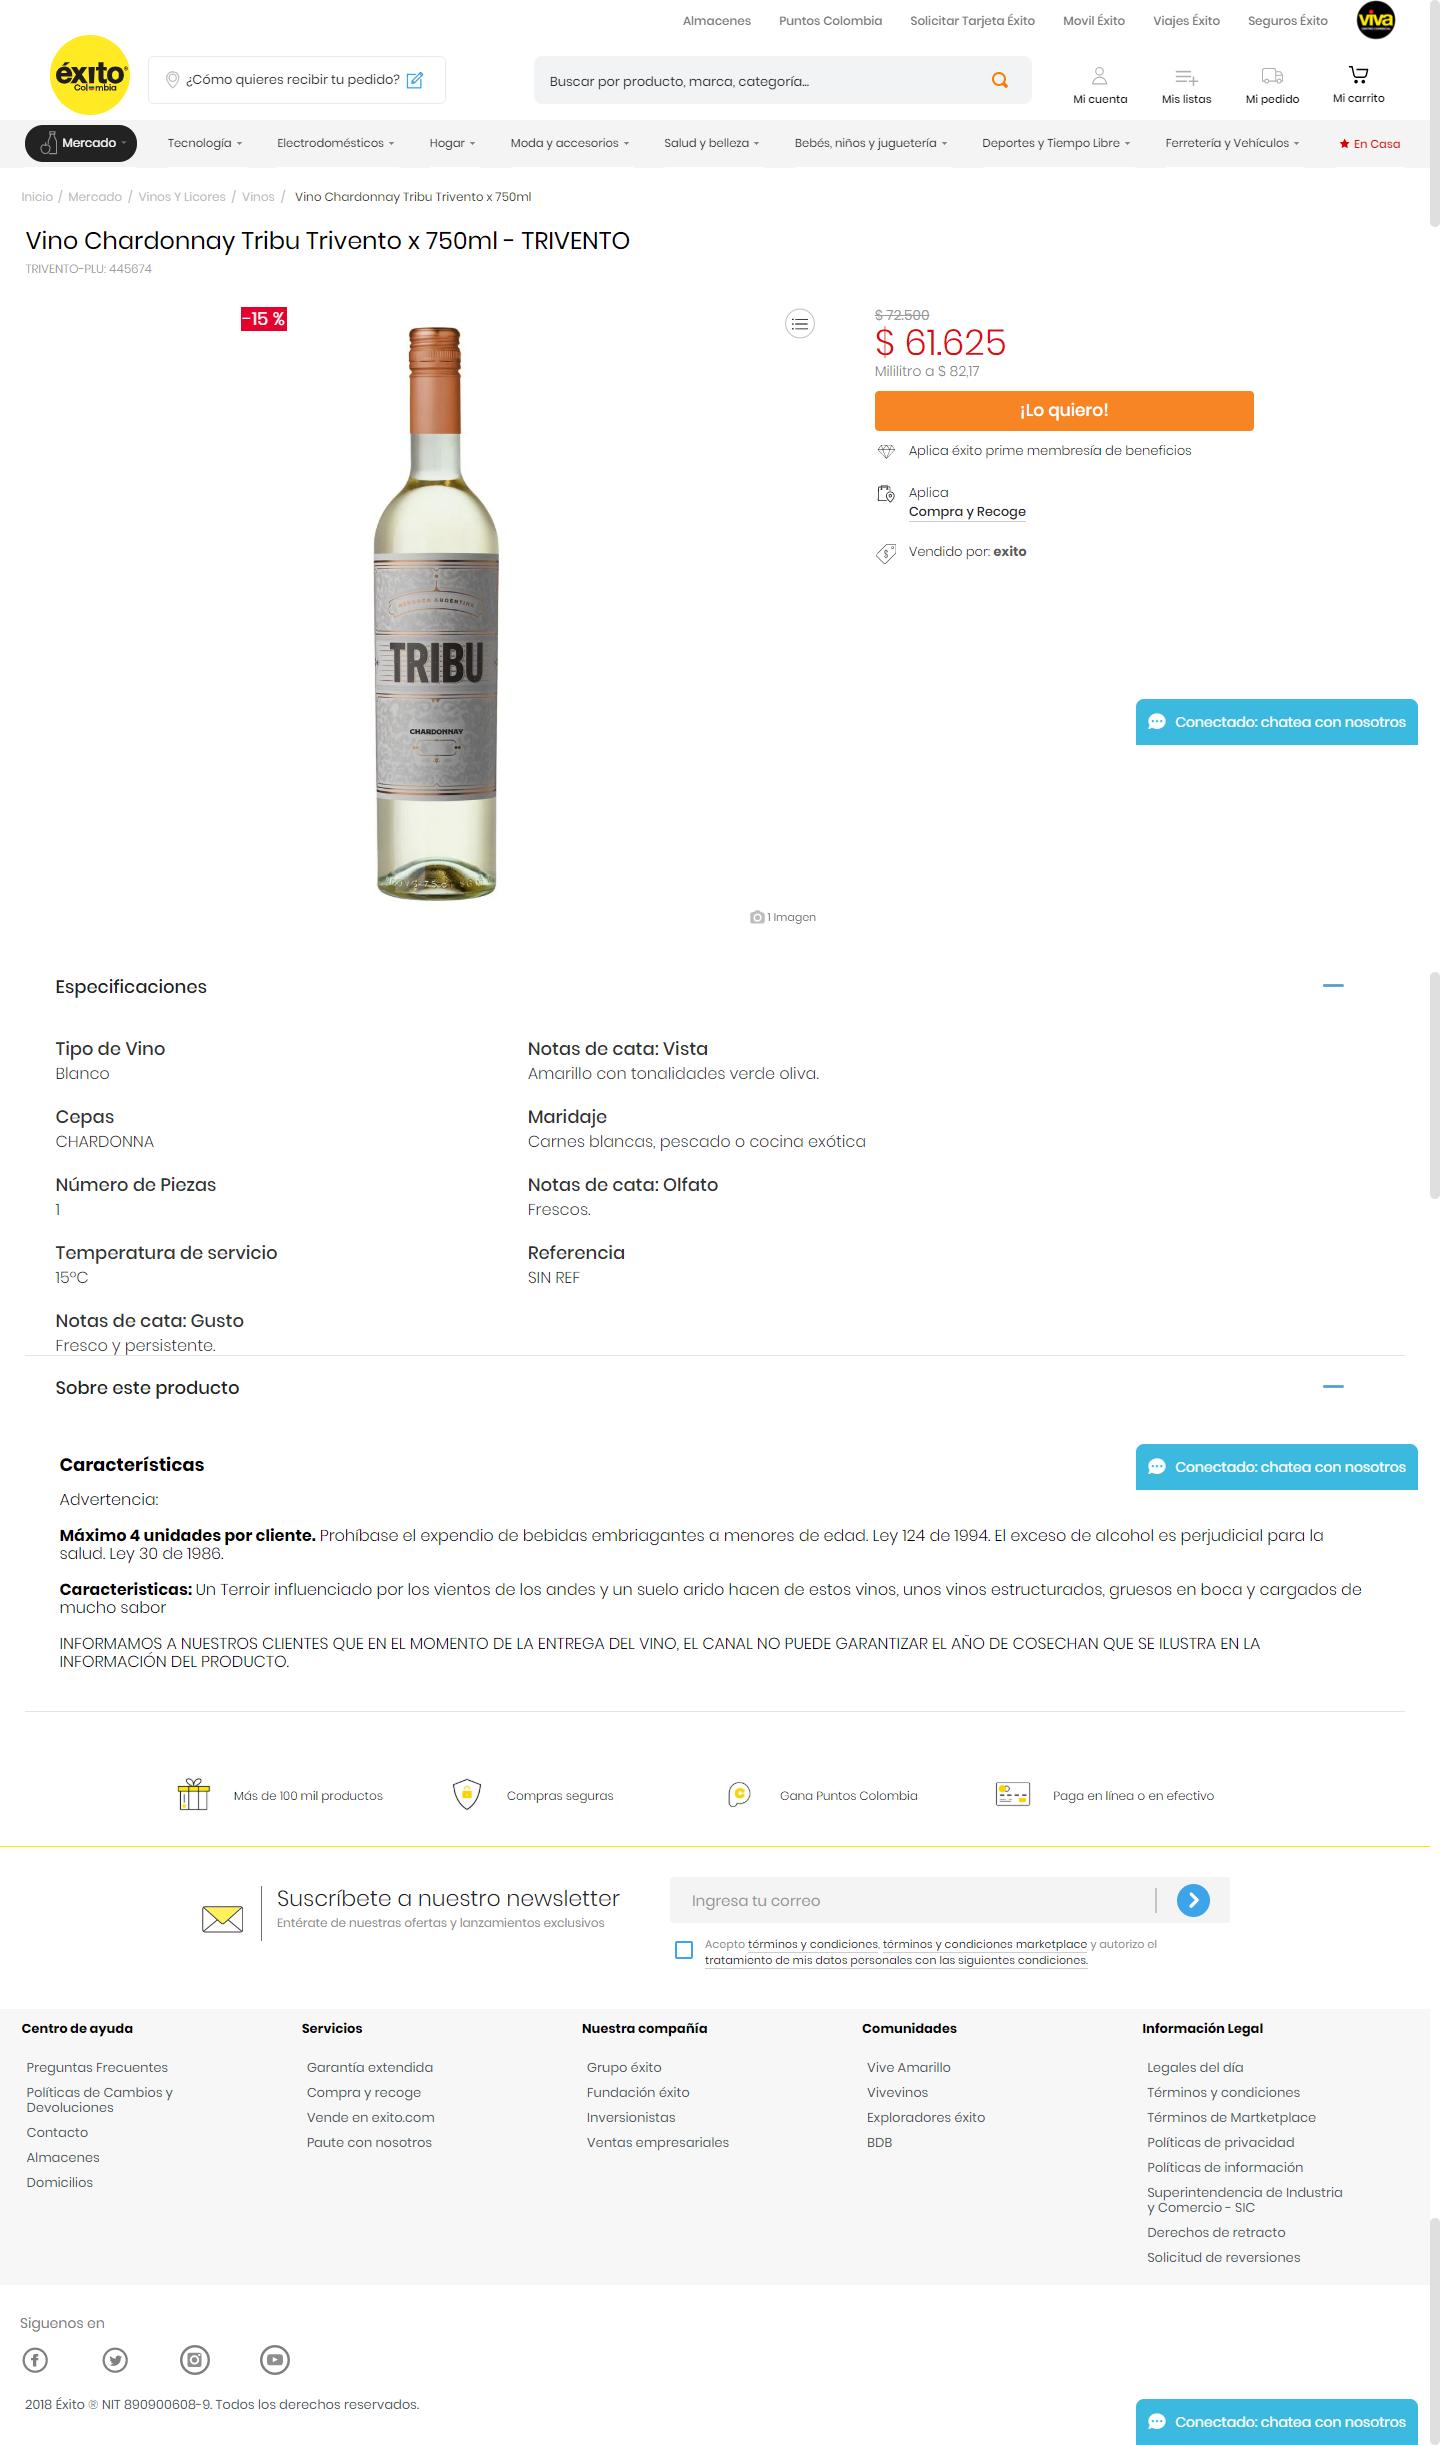 Almacenes Puntos Colombia Solicitar Tarjeta Éxito Movil Éxito Viajes Éxito Seguros Éxito viva
éxito
Colombia
¿Cómo quieres recibir tu pedido?
Buscar por producto, marca, categoría...
Mi cuenta Mis listas Mi pedido Mi carrito
Mercado Tecnología Electrodomésticos Hogar Moda y accesorios Salud y belleza Bebés, niños y juguetería Deportes y Tiempo Libre Ferretería y Vehículos En Casa
Inicio / Mercado / Vinos Y Licores / Vinos / Vino Chardonnay Tribu Trivento x 750ml
Vino Chardonnay Tribu Trivento x 750ml - TRIVENTO
TRIVENTO-PLU: 445674
-15 %
TRIBU
CHARDONNAY
1 Imagen
$ 72.500
$ 61.625
Mililitro a $ 82,17
¡Lo quiero!
Aplica éxito prime membresía de beneficios
Aplica
Compra y Recoge
Vendido por: exito
Conectado: chatea con nosotros
Especificaciones
Tipo de Vino
Blanco
Cepas
CHARDONNA
Número de Piezas
1
Temperatura de servicio
15°C
Notas de cata: Gusto
Fresco y persistente.
Notas de cata: Vista
Amarillo con tonalidades verde oliva.
Maridaje
Carnes blancas, pescado o cocina exótica
Notas de cata: Olfato
Frescos.
Referencia
SIN REF
Sobre este producto
Conectado: chatea con nosotros
Características
Advertencia:
Máximo 4 unidades por cliente. Prohíbase el expendio de bebidas embriagantes a menores de edad. Ley 124 de 1994. El exceso de alcohol es perjudicial para la
salud. Ley 30 de 1986.
Caracteristicas: Un Terroir influenciado por los vientos de los andes y un suelo arido hacen de estos vinos, unos vinos estructurados, gruesos en boca y cargados de
mucho sabor
INFORMAMOS A NUESTROS CLIENTES QUE EN EL MOMENTO DE LA ENTREGA DEL VINO, EL CANAL NO PUEDE GARANTIZAR EL AÑO DE COSECHAN QUE SE ILUSTRA EN LA
INFORMACIÓN DEL PRODUCTO.
Más de 100 mil productos Compras seguras Gana Puntos Colombia Paga en línea o en efectivo
Suscríbete a nuestro newsletter
Entérate de nuestras ofertas y lanzamientos exclusivos
Ingresa tu correo
Acepto términos y condiciones, términos y condiciones marketplace y autorizo el
tratamiento de mis datos personales con las siguientes condiciones.
Centro de ayuda
Preguntas Frecuentes
Políticas de Cambios y
Devoluciones
Contacto
Almacenes
Domicilios
Servicios
Garantía extendida
Compra y recoge
Vende en exito.com
Paute con nosotros
Nuestra compañía
Grupo éxito
Fundación éxito
Inversionistas
Ventas empresariales
Comunidades
Vive Amarillo
Vivevinos
Exploradores éxito
BDB
Información Legal
Legales del día
Términos y condiciones
Términos de Martketplace
Políticas de privacidad
Políticas de información
Superintendencia de Industria
y Comercio - SIC
Derechos de retracto
Solicitud de reversiones
Siguenos en
2018 Éxito ® NIT 890900608-9. Todos los derechos reservados.
Conectado: chatea con nosotros